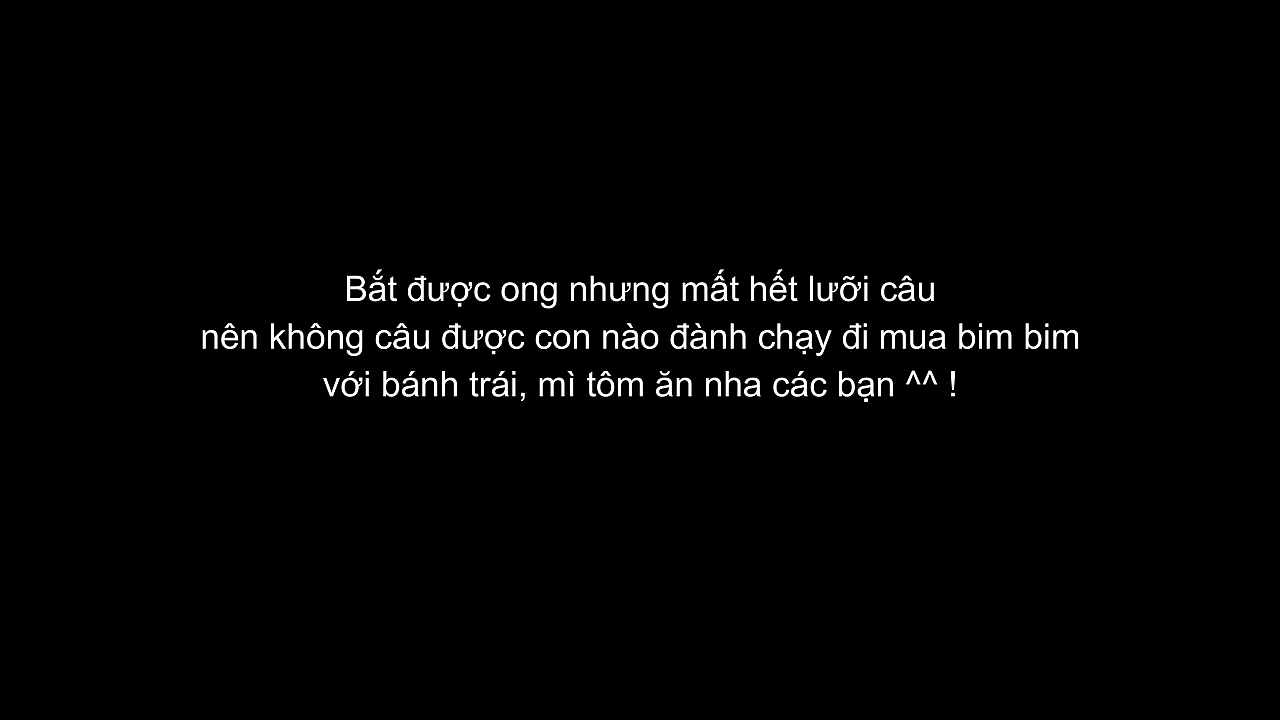 Bắt được ong nhưng mất hết lưỡi câu
nên không câu được con nào đành chạy đi mua bim bim
với bánh trái, mì tôm ăn nha các bạn ^^ !